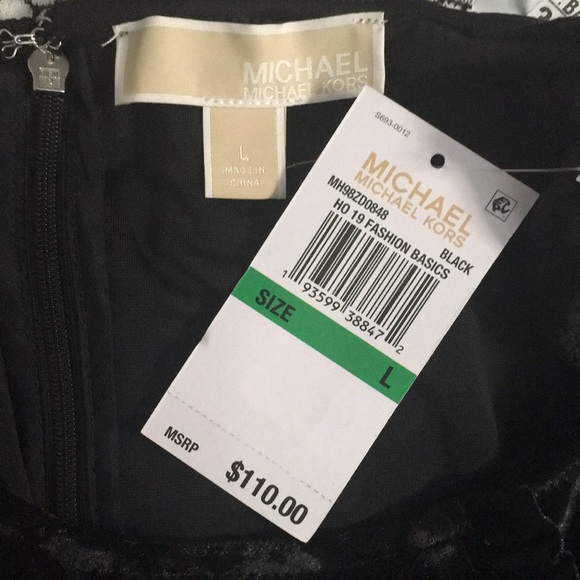 MICHAEL
MICHAEL KORS
L
MADE IN
CHINA
S693-0012
MICHAEL
MICHAEL KORS
MH98ZD0848
BLACK
HO 19 FASHION BASICS
1 93599 38847 2
SIZE L
MSRP $110.00